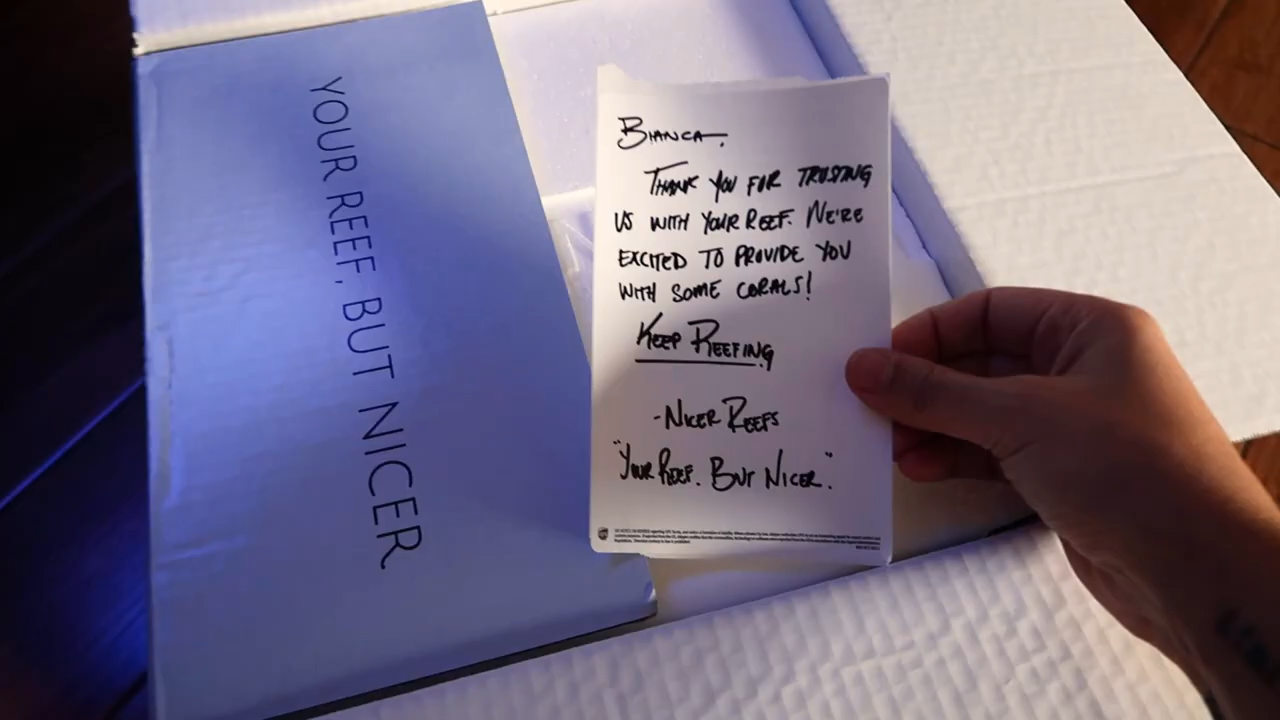 YOUR REEF, BUT NICER
BIANCA,
THANK YOU FOR TRUSTING
US WITH YOUR REEF. WE'RE
EXCITED TO PROVIDE YOU
WITH SOME CORALS!
KEEP REEFING
-NICER REEFS
"YOUR REEF. BUT NICER."